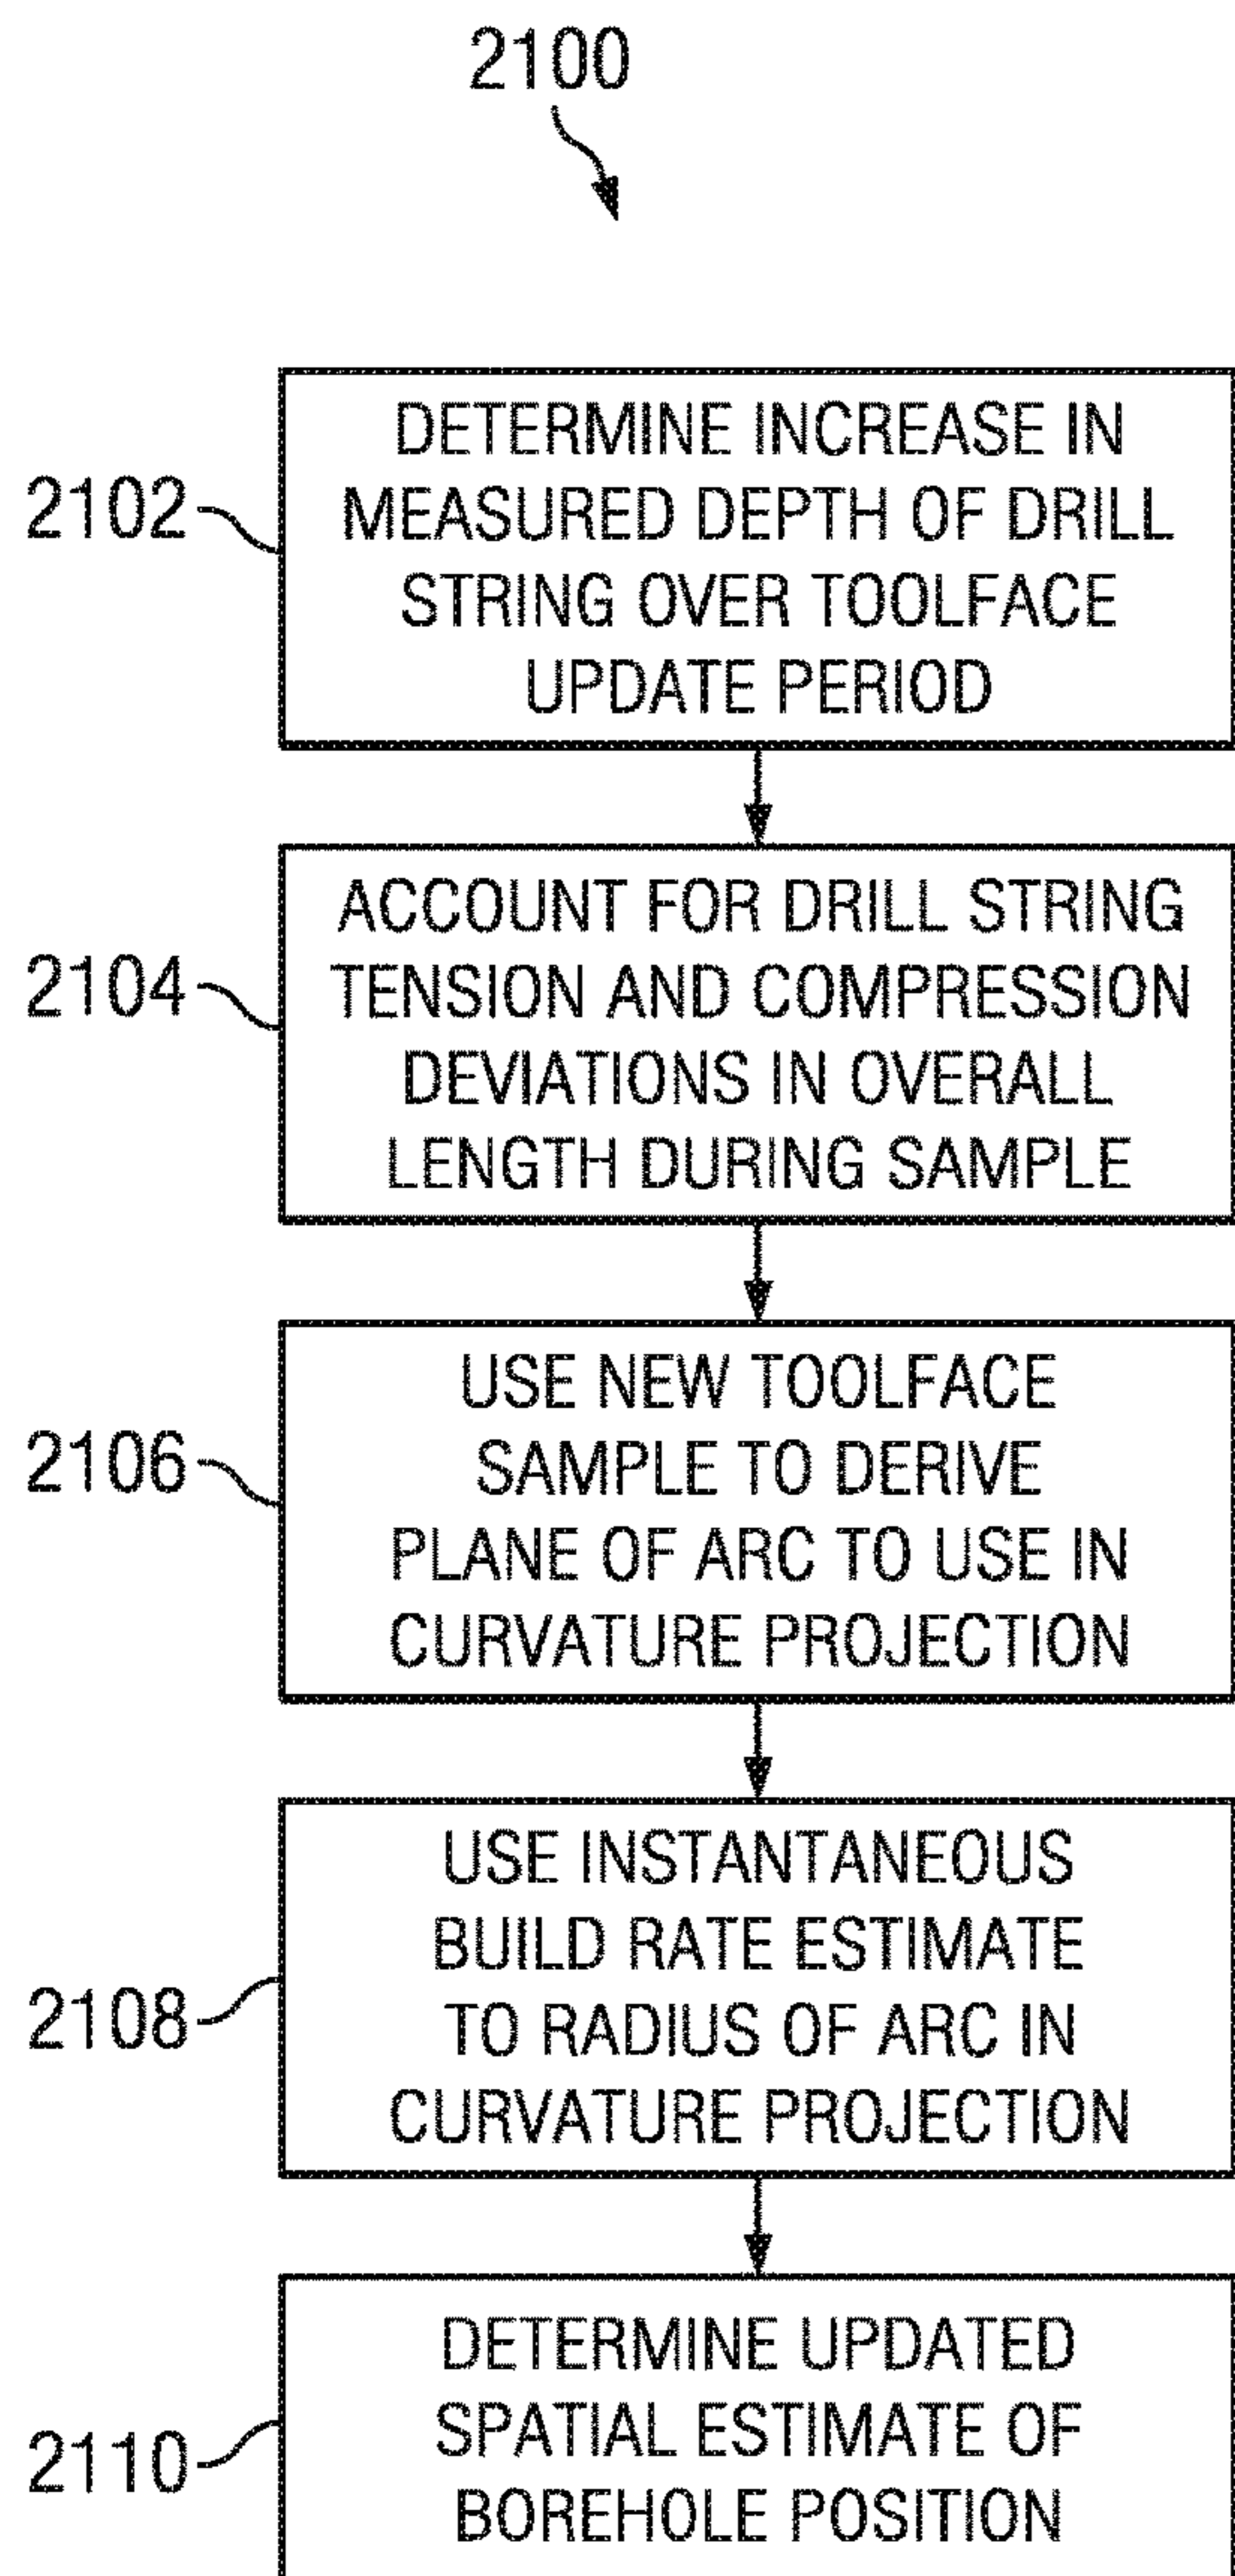 2100
2102
DETERMINE INCREASE IN
MEASURED DEPTH OF DRILL
STRING OVER TOOLFACE
UPDATE PERIOD
2104
ACCOUNT FOR DRILL STRING
TENSION AND COMPRESSION
DEVIATIONS IN OVERALL
LENGTH DURING SAMPLE
2106
USE NEW TOOLFACE
SAMPLE TO DERIVE
PLANE OF ARC TO USE IN
CURVATURE PROJECTION
2108
USE INSTANTANEOUS
BUILD RATE ESTIMATE
TO RADIUS OF ARC IN
CURVATURE PROJECTION
2110
DETERMINE UPDATED
SPATIAL ESTIMATE OF
BOREHOLE POSITION